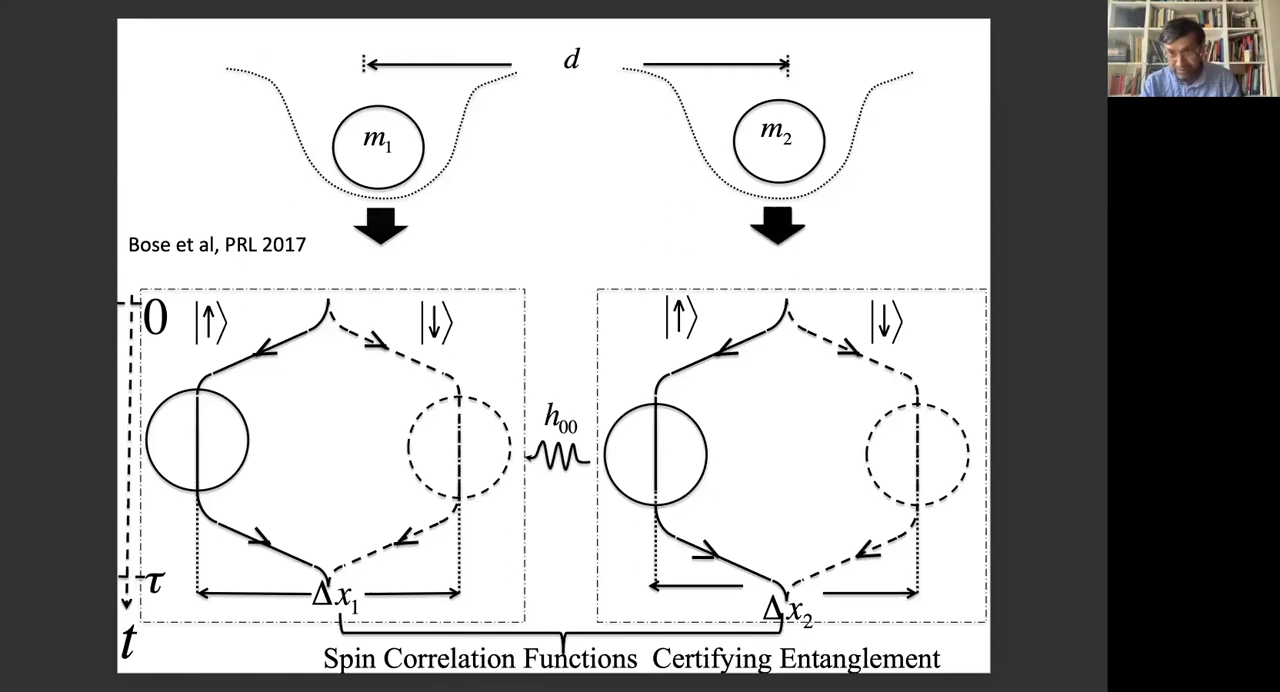 d
m₁
m₂
Bose et al, PRL 2017
0
|↑⟩
|↓⟩
|↑⟩
|↓⟩
h₀₀
τ
Δx₁
Δx₂
t
Spin Correlation Functions Certifying Entanglement